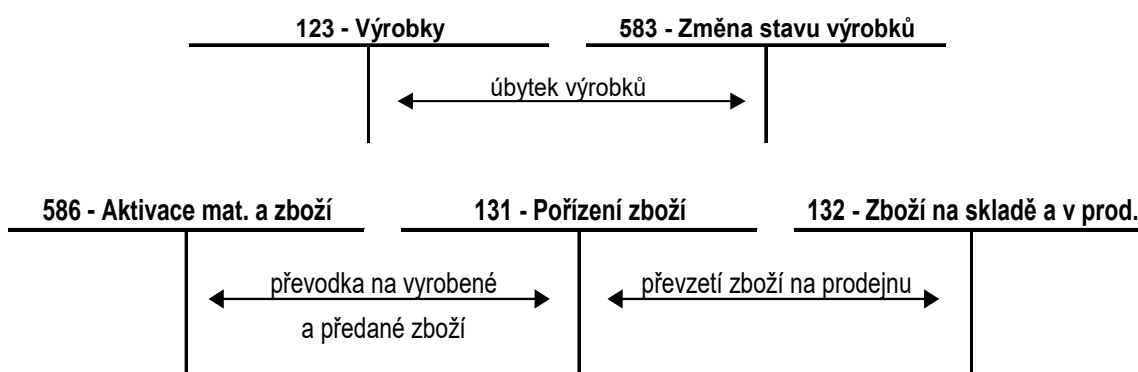 123 - Výrobky 583 - Změna stavu výrobků
úbytek výrobků
586 - Aktivace mat. a zboží 131 - Pořízení zboží 132 - Zboží na skladě a v prod.
převodka na vyrobené převzetí zboží na prodejnu
a předané zboží